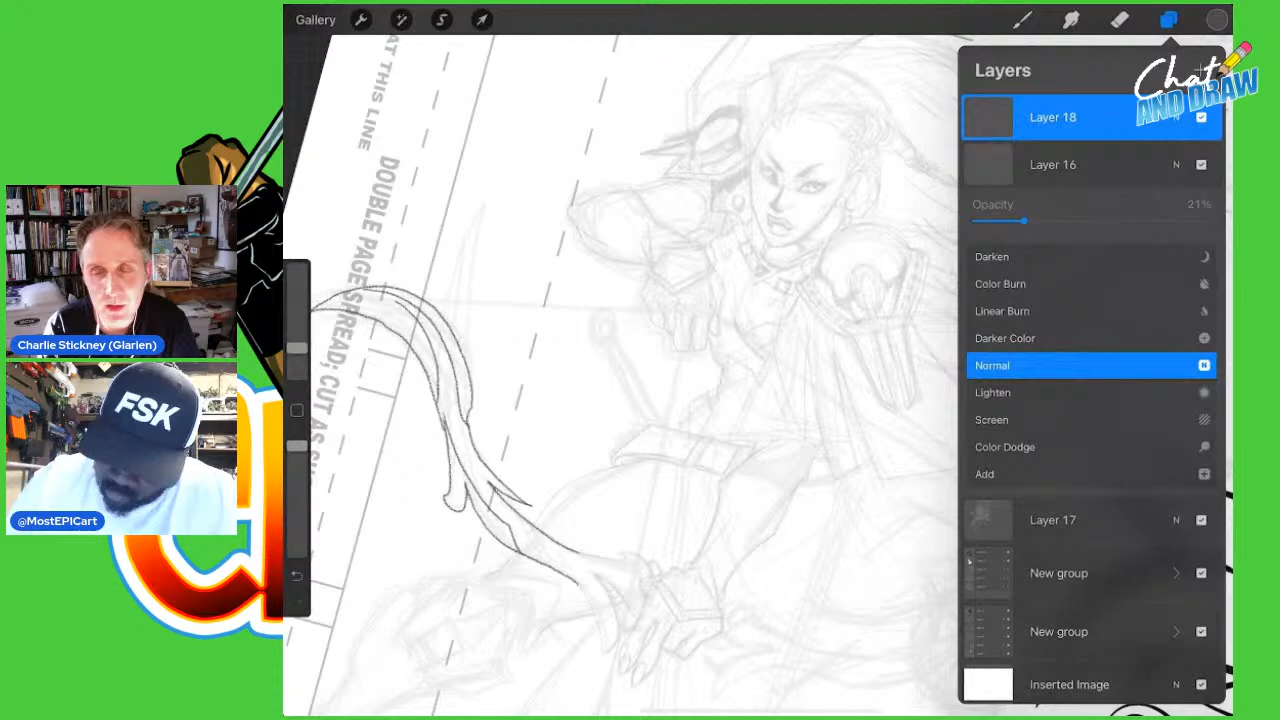 Gallery
Layers
Chat
AND DRAW
Layer 18
Layer 16
N
Opacity
21%
Darken
Color Burn
Linear Burn
Darker Color
Normal
N
Lighten
Screen
Color Dodge
Add
Layer 17
N
New group
New group
Inserted Image
N
AT THIS LINE
DOUBLE PAGE SPREAD; CUT AS
Charlie Stickney (Glarien)
FSK
@MostEPICart